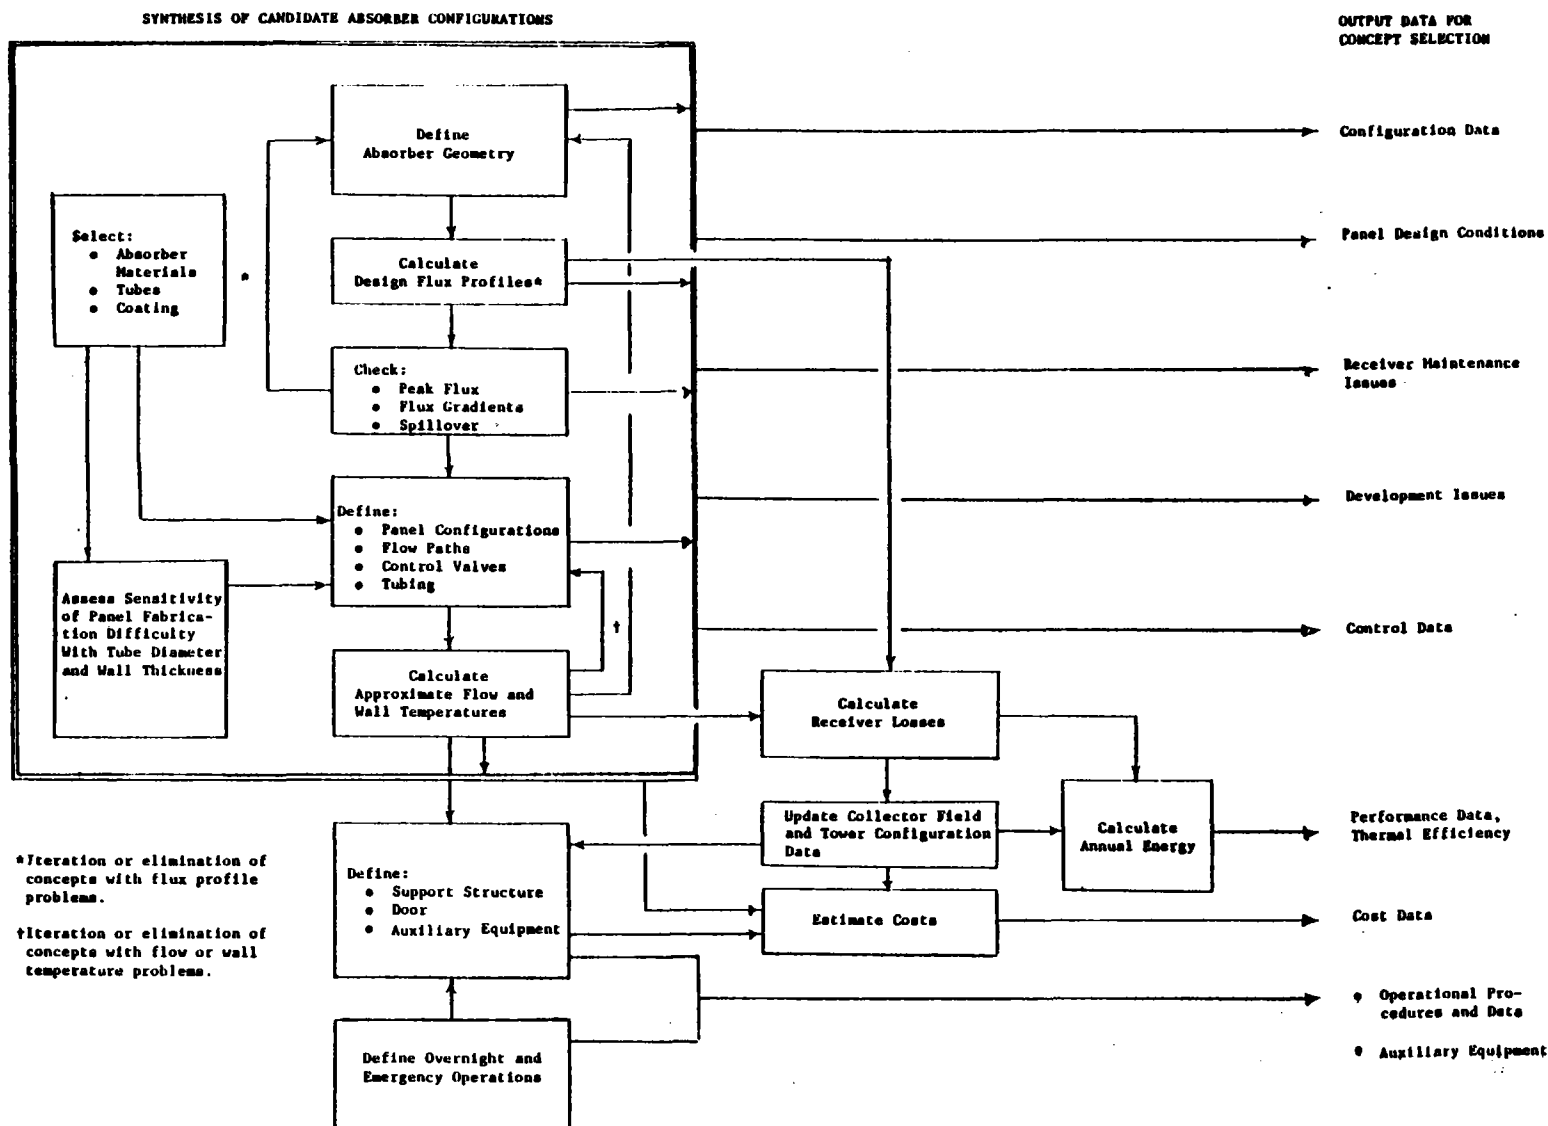 SYNTHESIS OF CANDIDATE ABSORBER CONFIGURATIONS
OUTPUT DATA FOR
CONCEPT SELECTION
Define
Absorber Geometry
Configuration Data
Select:
• Absorber
Materials
• Tubes
• Coating
*
Calculate
Design Flux Profiles*
Panel Design Conditions
Check:
• Peak Flux
• Flux Gradients
• Spillover
Receiver Maintenance
Issues
Define:
• Panel Configurations
• Flow Paths
• Control Valves
• Tubing
Development Issues
Assess Sensitivity
of Panel Fabrica-
tion Difficulty
With Tube Diameter
and Wall Thickness
†
Control Data
Calculate
Approximate Flow and
Wall Temperatures
Calculate
Receiver Losses
Update Collector Field
and Tower Configuration
Data
Calculate
Annual Energy
Performance Data,
Thermal Efficiency
*Iteration or elimination of
concepts with flux profile
problems.
†Iteration or elimination of
concepts with flow or wall
temperature problems.
Define:
• Support Structure
• Door
• Auxiliary Equipment
Estimate Costs
Cost Data
• Operational Pro-
cedures and Data
• Auxiliary Equipment
Define Overnight and
Emergency Operations